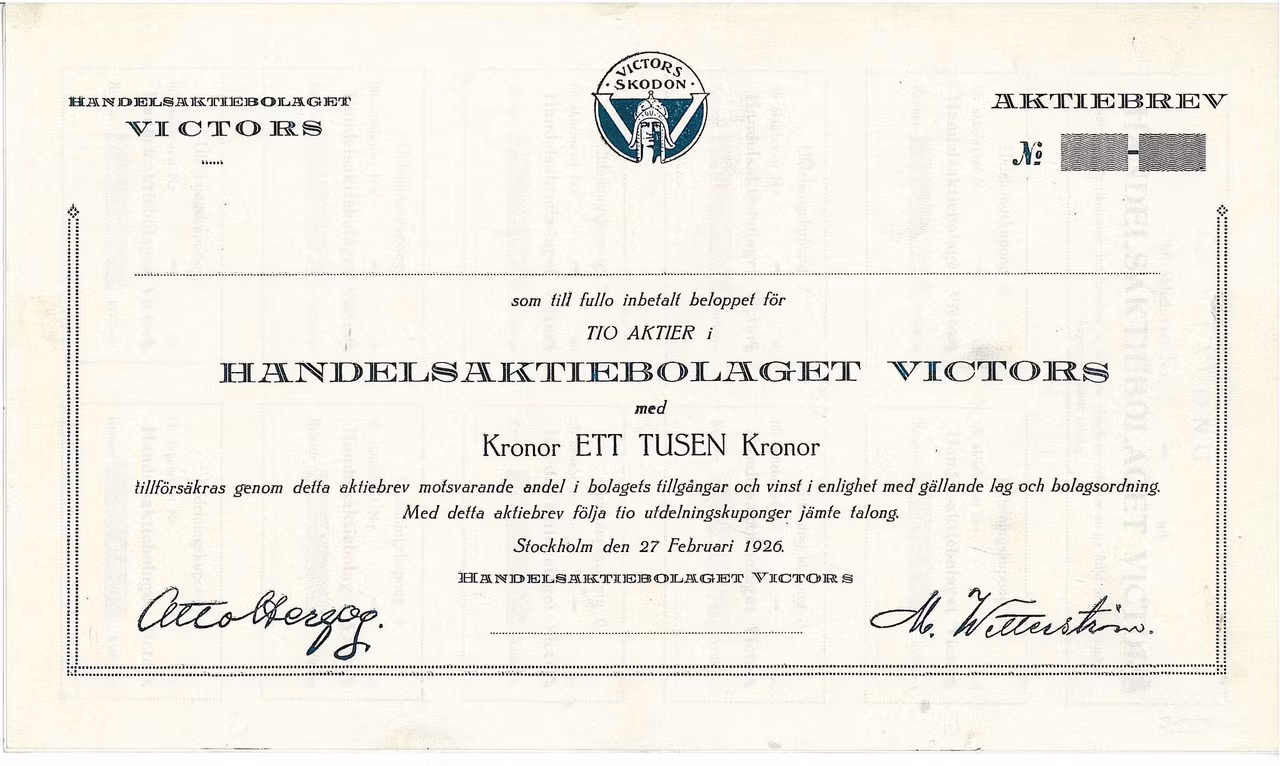 HANDELSAKTIEBOLAGET
VICTORS
VICTORS
SKODON
AKTIEBREV
No
-
som till fullo inbetalt beloppet för
TIO AKTIER i
HANDELSAKTIEBOLAGET VICTORS
med
Kronor ETT TUSEN Kronor
tillförsäkras genom detta aktiebrev motsvarande andel i bolagets tillgångar och vinst i enlighet med gällande lag och bolagsordning.
Med detta aktiebrev följa tio utdelningskuponger jämte talong.
Stockholm den 27 Februari 1926.
HANDELSAKTIEBOLAGET VICTORS
Otto Herzog.
M. Wetterström.